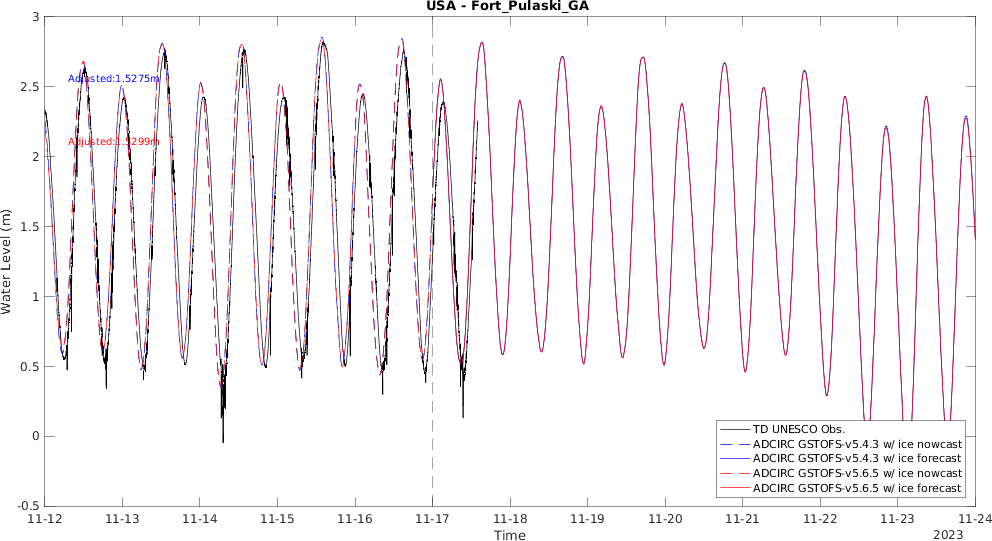 USA - Fort_Pulaski_GA
3
2.5
2
1.5
1
0.5
0
-0.5
Water Level (m)
Adjusted:1.5275m
Adjusted:1.5299m
TD UNESCO Obs.
ADCIRC GSTOFS-v5.4.3 w/ ice nowcast
ADCIRC GSTOFS-v5.4.3 w/ ice forecast
ADCIRC GSTOFS-v5.6.5 w/ ice nowcast
ADCIRC GSTOFS-v5.6.5 w/ ice forecast
11-12 11-13 11-14 11-15 11-16 11-17 11-18 11-19 11-20 11-21 11-22 11-23 11-24
Time
2023